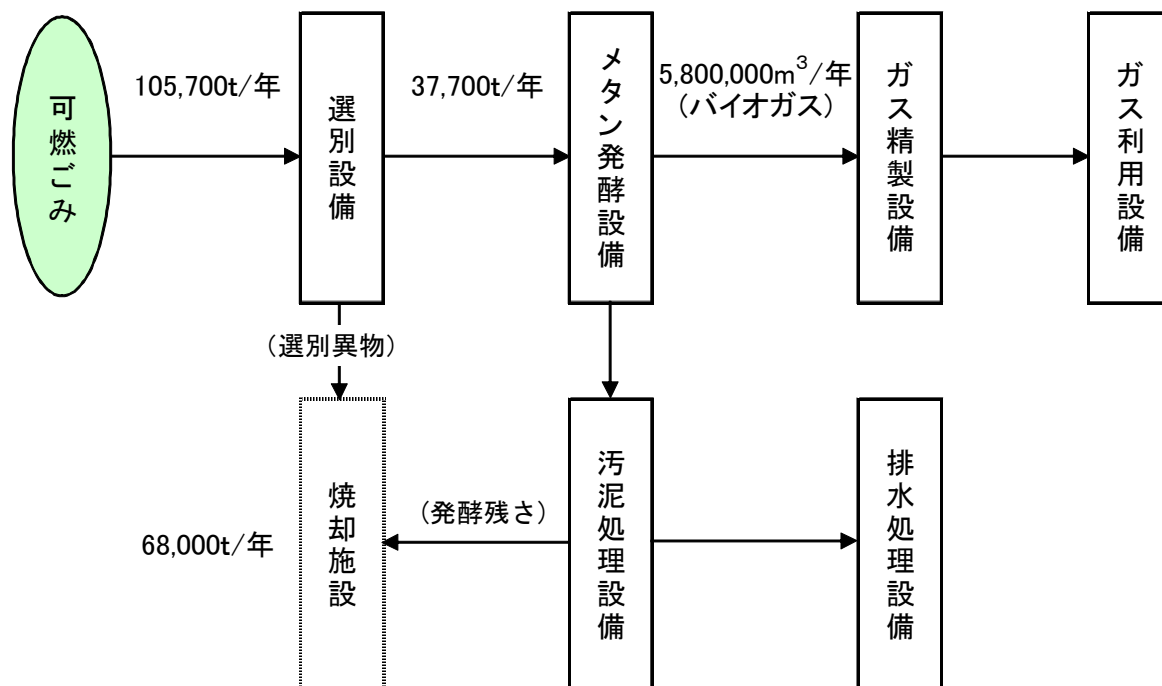 可燃ごみ
105,700t/年
選別設備
37,700t/年
メタン発酵設備
5,800,000m³/年
（バイオガス）
ガス精製設備
ガス利用設備
（選別異物）
68,000t/年
焼却施設
（発酵残さ）
汚泥処理設備
排水処理設備